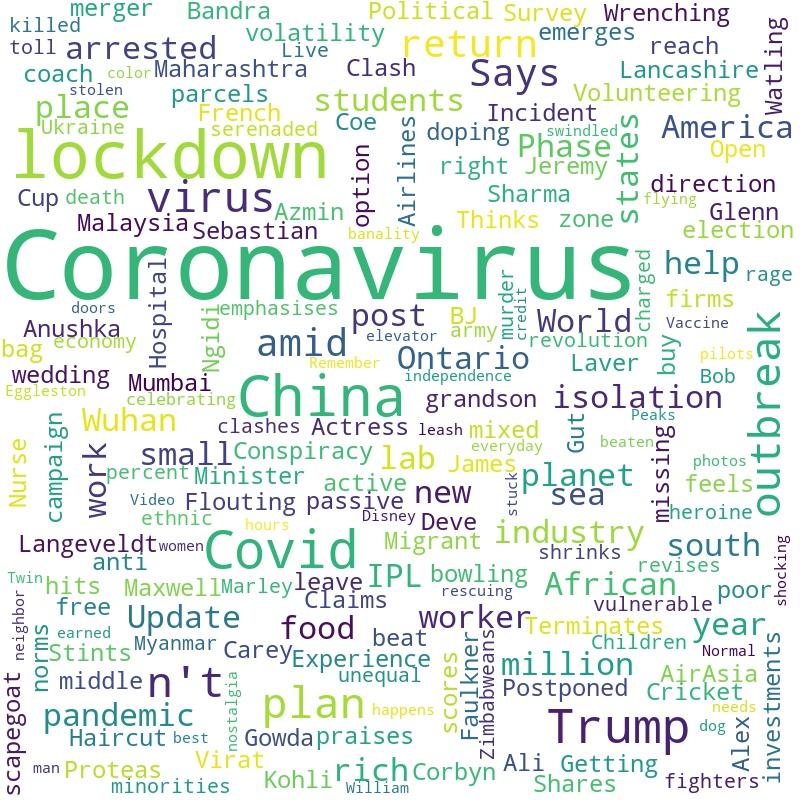 merger
Bandra
Political
Survey
Wrenching
killed
volatility
emerges
toll
arrested
Live
return
reach
Watling
coach
color
Maharashtra
Clash
Says
Lancashire
stolen
parcels
students
Volunteering
place
French
Incident
Ukraine
serenaded
Coe
doping
swindled
America
lockdown
option
Airlines
Phase
states
Open
right
Jeremy
Cup
death
virus
Azmin
Sharma
flying
direction
Malaysia
Sebastian
banality
Thinks
zone
Glenn
election
Coronavirus
charged
help
rage
Hospital
murder
credit
firms
doors
emphasises
post
BJ
army
World
Vaccine
Anushka
Ngidi
elevator
revolution
buy
outbreak
bag
economy
amid
Remember
Ontario
Laver
pilots
wedding
Mumbai
independence
Bob
Eggleston
celebrating
China
grandson
isolation
Wuhan
clashes
Actress
leash
mixed
Gut
Peaks
Nurse
campaign
work
small
Conspiracy
lab
everyday
beaten
missing
photos
percent
Minister
active
James
planet
feels
Video
Flouting
passive
new
stuck
sea
heroine
ethnic
hours
Disney
Deve
industry
Langeveldt
women
Covid
Migrant
shrinks
south
shocking
anti
revises
Twin
hits
Maxwell
Marley
leave
IPL
bowling
African
poor
neighbor
free
Update
Claims
rescuing
vulnerable
norms
earned
food
worker
Terminates
year
Stints
Myanmar
Carey
beat
Children
Normal
Experience
scores
Faulkner
Zimbabweans
million
AirAsia
investments
scapegoat
middle
n't
nostalgia
unequal
Postponed
Cricket
pandemic
plan
happens
Trump
needs
Haircut
best
Gowda
praises
dog
Alex
man
Proteas
Virat
rich
Corbyn
Ali
Getting
minorities
Kohli
William
Shares
fighters